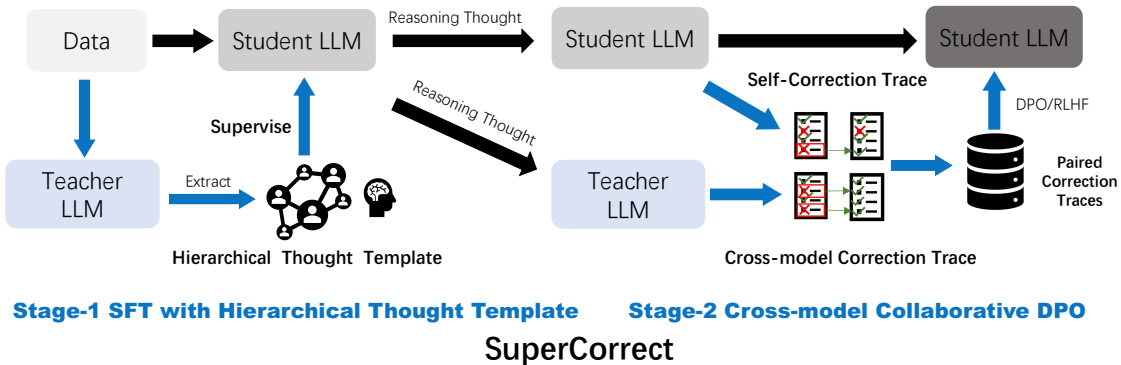 Data
Student LLM
Reasoning Thought
Student LLM
Student LLM
Self-Correction Trace
DPO/RLHF
Reasoning Thought
Supervise
Teacher
LLM
Extract
Teacher
LLM
Paired
Correction
Traces
Hierarchical Thought Template
Cross-model Correction Trace
Stage-1 SFT with Hierarchical Thought Template
Stage-2 Cross-model Collaborative DPO
SuperCorrect